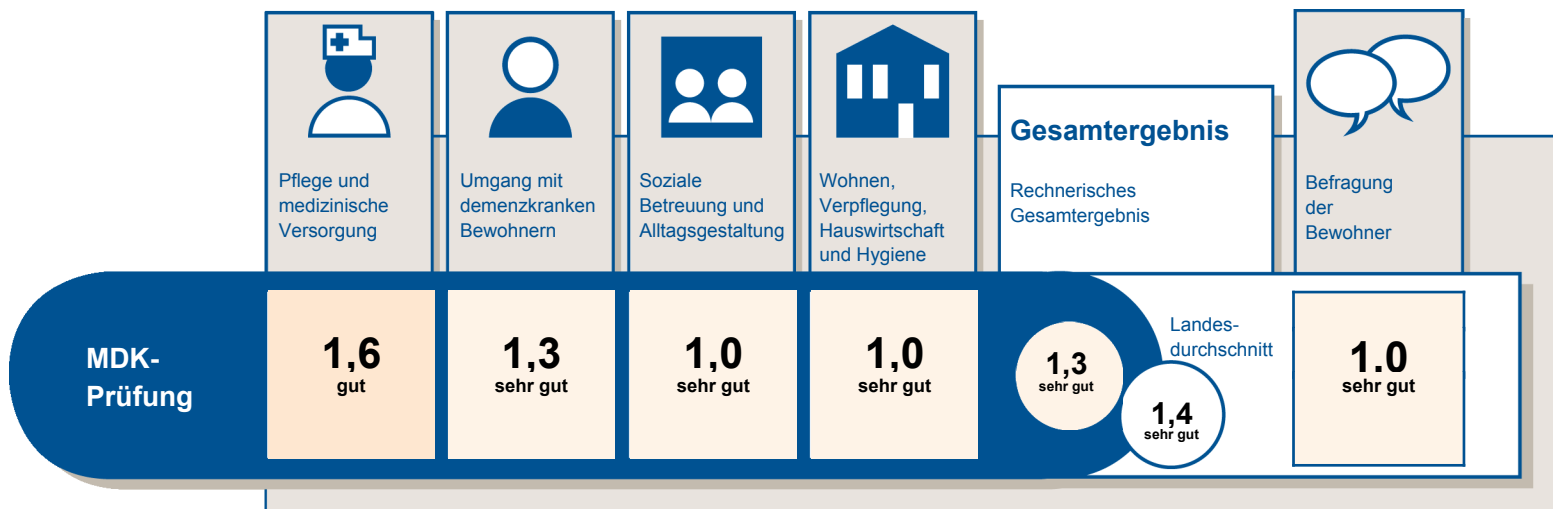 Pflege und
medizinische
Versorgung
Umgang mit
demenzkranken
Bewohnern
Soziale
Betreuung und
Alltagsgestaltung
Wohnen,
Verpflegung,
Hauswirtschaft
und Hygiene
Gesamtergebnis
Rechnerisches
Gesamtergebnis
Befragung
der
Bewohner
MDK-
Prüfung
1,6
gut
1,3
sehr gut
1,0
sehr gut
1,0
sehr gut
1,3
sehr gut
Landes-
durchschnitt
1,4
sehr gut
1.0
sehr gut